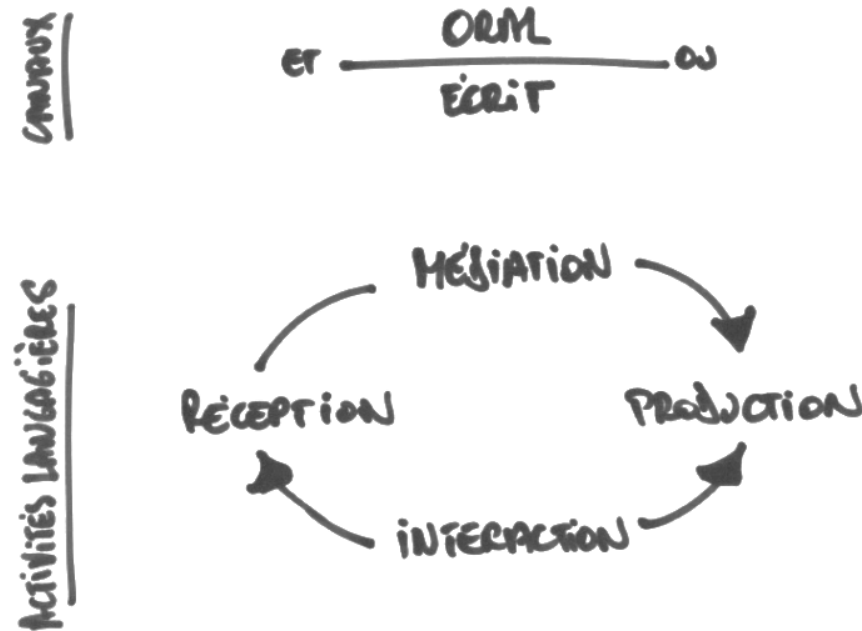 CANAUX
ET ORAL OU
ÉCRIT
ACTIVITÉS LANGAGIÈRES
MÉDIATION
RÉCEPTION PRODUCTION
INTERACTION